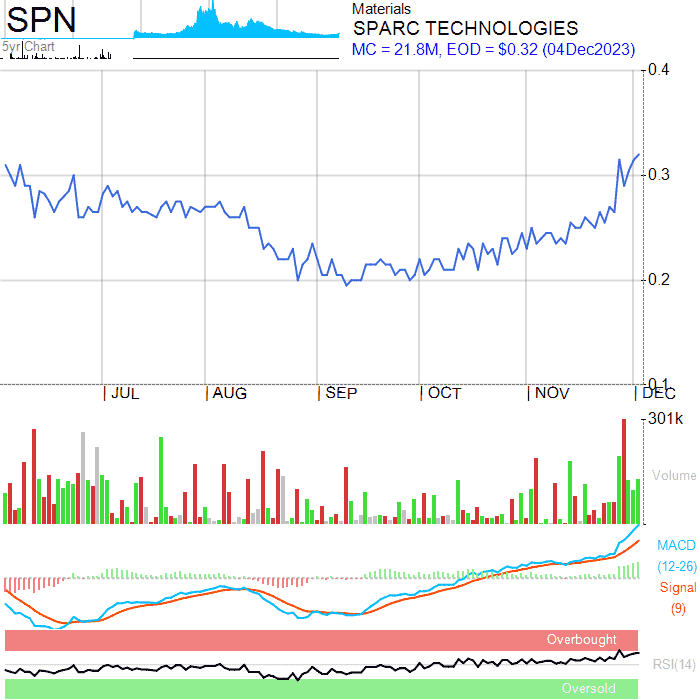 SPN
5yr Chart
Materials
SPARC TECHNOLOGIES
MC = 21.8M, EOD = $0.32 (04Dec2023)
0.4
0.3
0.2
0.1
JUL
AUG
SEP
OCT
NOV
DEC
301k
Volume
MACD
(12-26)
Signal
(9)
Overbought
RSI(14)
Oversold